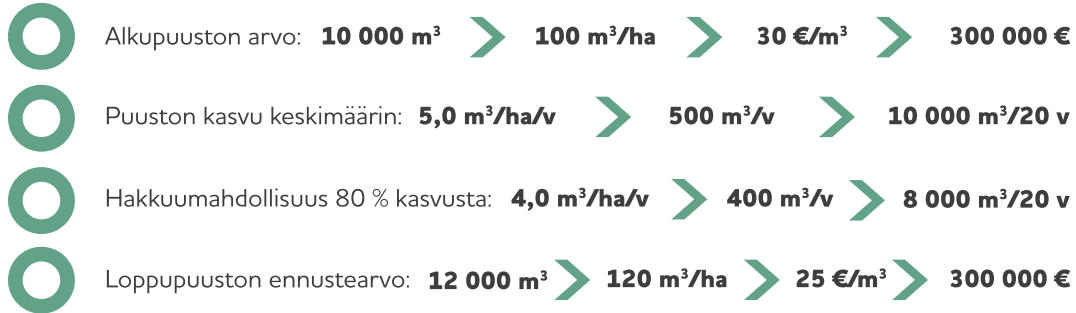 Alkupuuston arvo: 10 000 m³ 100 m³/ha 30 €/m³ 300 000 €
Puuston kasvu keskimäärin: 5,0 m³/ha/v 500 m³/v 10 000 m³/20 v
Hakkuumahdollisuus 80 % kasvusta: 4,0 m³/ha/v 400 m³/v 8 000 m³/20 v
Loppupuuston ennustearvo: 12 000 m³ 120 m³/ha 25 €/m³ 300 000 €